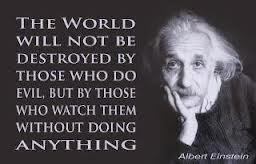 THE WORLD
WILL NOT BE
DESTROYED BY
THOSE WHO DO
EVIL, BUT BY THOSE
WHO WATCH THEM
WITHOUT DOING
ANYTHING
Albert Einstein